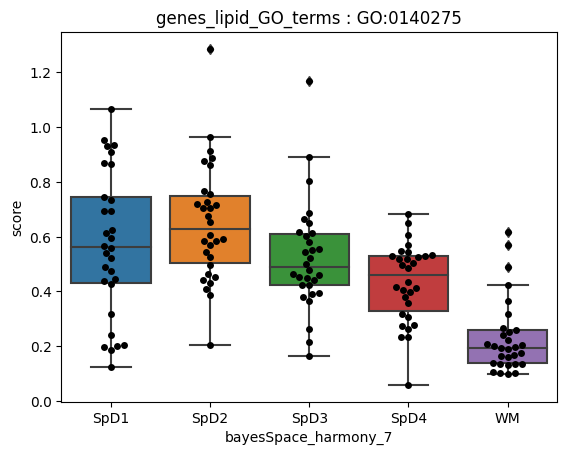 genes_lipid_GO_terms : GO:0140275
score
1.2
1.0
0.8
0.6
0.4
0.2
0.0
SpD1 SpD2 SpD3 SpD4 WM
bayesSpace_harmony_7